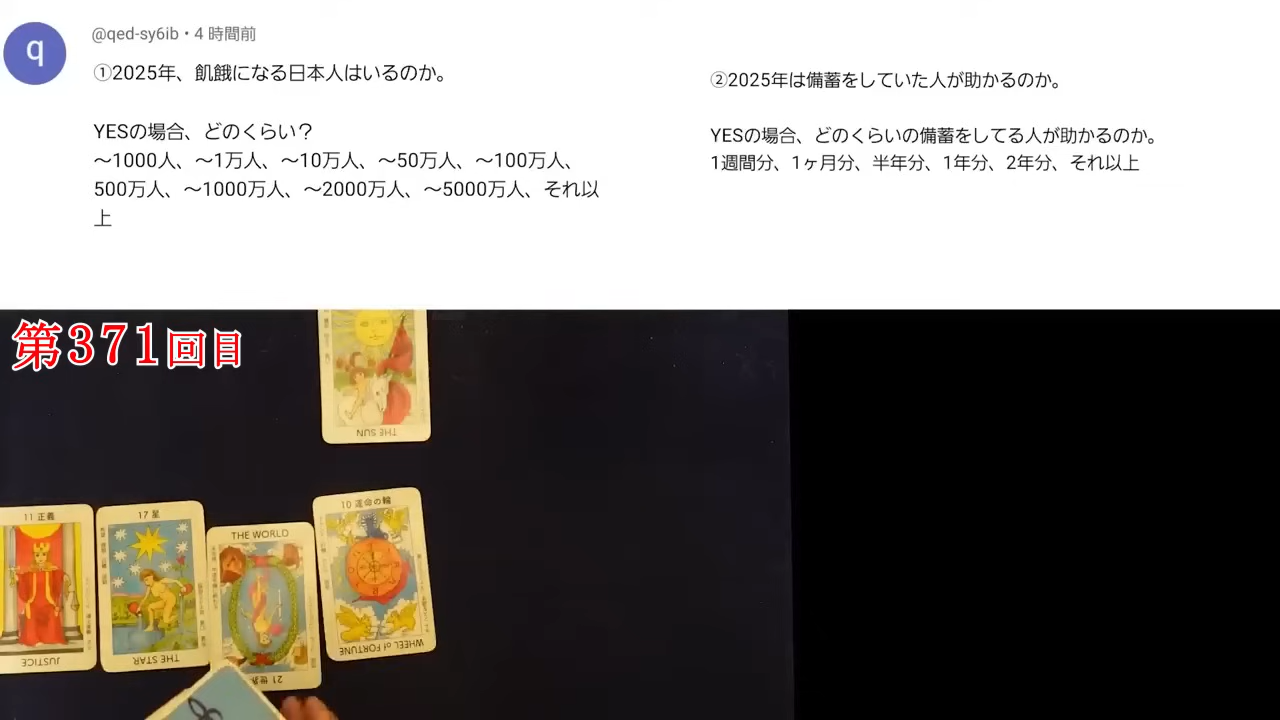 q
@qed-sy6ib・4 時間前
①2025年、飢餓になる日本人はいるのか。
YESの場合、どのくらい？
～1000人、～1万人、～10万人、～50万人、～100万人、
500万人、～1000万人、～2000万人、～5000万人、それ以
上
②2025年は備蓄をしていた人が助かるのか。
YESの場合、どのくらいの備蓄をしてる人が助かるのか。
1週間分、1ヶ月分、半年分、1年分、2年分、それ以上
第371回目
THE SUN
11 正義
JUSTICE
17 星
THE STAR
THE WORLD
21 世界
10 運命の輪
WHEEL of FORTUNE